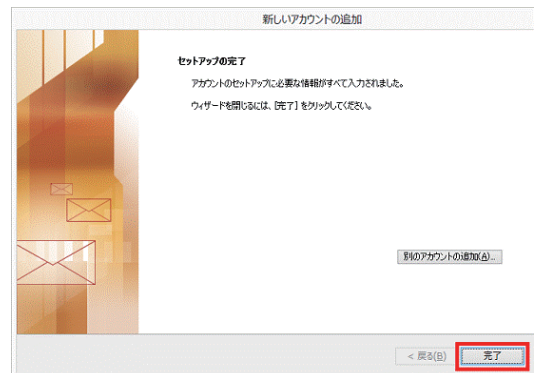 新しいアカウントの追加
セットアップの完了
アカウントのセットアップに必要な情報がすべて入力されました。
ウィザードを閉じるには、[完了] をクリックしてください。
別のアカウントの追加(A)...
< 戻る(B)
完了